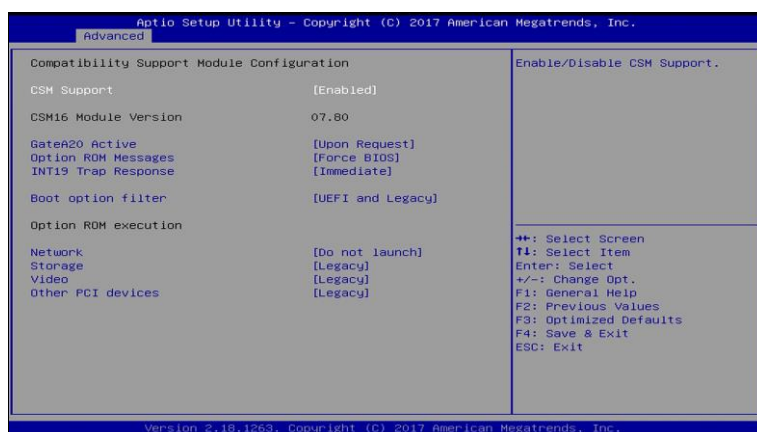 Aptio Setup Utility – Copyright (C) 2017 American Megatrends, Inc.
Advanced
Compatibility Support Module Configuration
CSM Support [Enabled]
CSM16 Module Version 07.80
GateA20 Active [Upon Request]
Option ROM Messages [Force BIOS]
INT19 Trap Response [Immediate]
Boot option filter [UEFI and Legacy]
Option ROM execution
Network [Do not launch]
Storage [Legacy]
Video [Legacy]
Other PCI devices [Legacy]
Enable/Disable CSM Support.
→←: Select Screen
↑↓: Select Item
Enter: Select
+/-: Change Opt.
F1: General Help
F2: Previous Values
F3: Optimized Defaults
F4: Save & Exit
ESC: Exit
Version 2.18.1263. Copyright (C) 2017 American Megatrends, Inc.